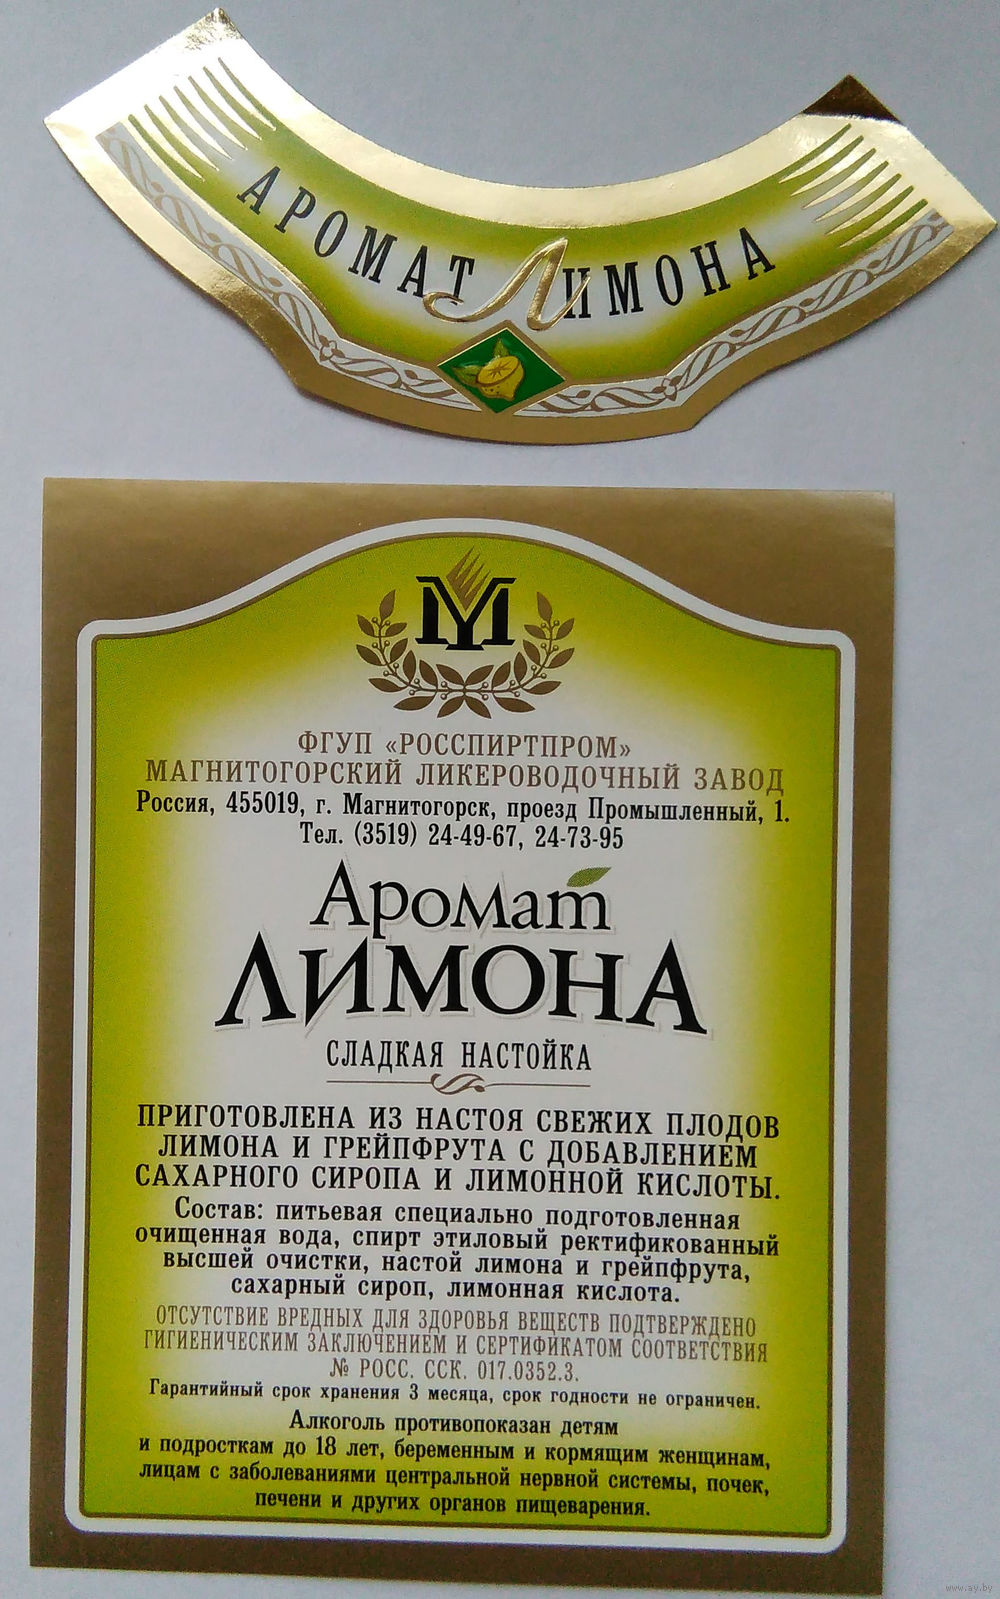 АРОМАТ ЛИМОНА
ФГУП «РОССПИРТПРОМ»
МАГНИТОГОРСКИЙ ЛИКЕРОВОДОЧНЫЙ ЗАВОД
Россия, 455019, г. Магнитогорск, проезд Промышленный, 1.
Тел. (3519) 24-49-67, 24-73-95
Аромат
ЛИМОНА
СЛАДКАЯ НАСТОЙКА
ПРИГОТОВЛЕНА ИЗ НАСТОЯ СВЕЖИХ ПЛОДОВ
ЛИМОНА И ГРЕЙПФРУТА С ДОБАВЛЕНИЕМ
САХАРНОГО СИРОПА И ЛИМОННОЙ КИСЛОТЫ.
Состав: питьевая специально подготовленная
очищенная вода, спирт этиловый ректификованный
высшей очистки, настой лимона и грейпфрута,
сахарный сироп, лимонная кислота.
ОТСУТСТВИЕ ВРЕДНЫХ ДЛЯ ЗДОРОВЬЯ ВЕЩЕСТВ ПОДТВЕРЖДЕНО
ГИГИЕНИЧЕСКИМ ЗАКЛЮЧЕНИЕМ И СЕРТИФИКАТОМ СООТВЕТСТВИЯ
№ РОСС. ССК. 017.0352.3.
Гарантийный срок хранения 3 месяца, срок годности не ограничен.
Алкоголь противопоказан детям
и подросткам до 18 лет, беременным и кормящим женщинам,
лицам с заболеваниями центральной нервной системы, почек,
печени и других органов пищеварения.
www.ay.by